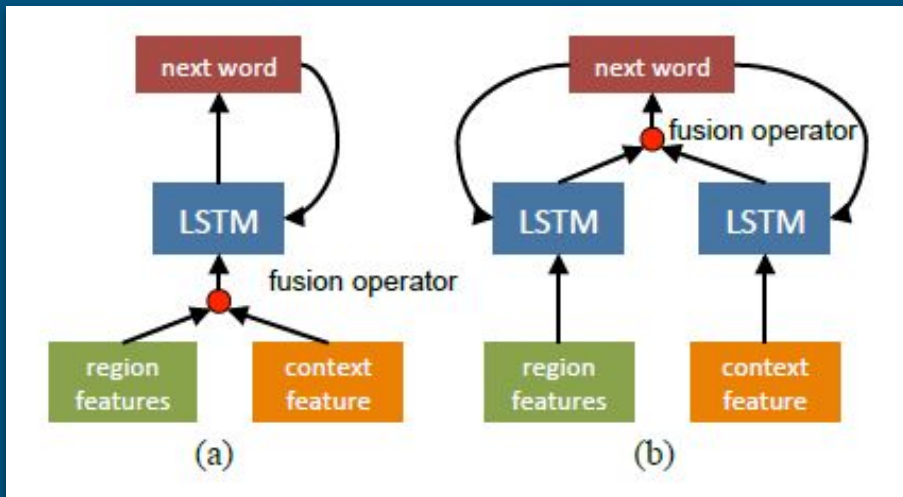 next word
LSTM
fusion operator
region
features
context
feature
(a)
next word
fusion operator
LSTM
LSTM
region
features
context
feature
(b)